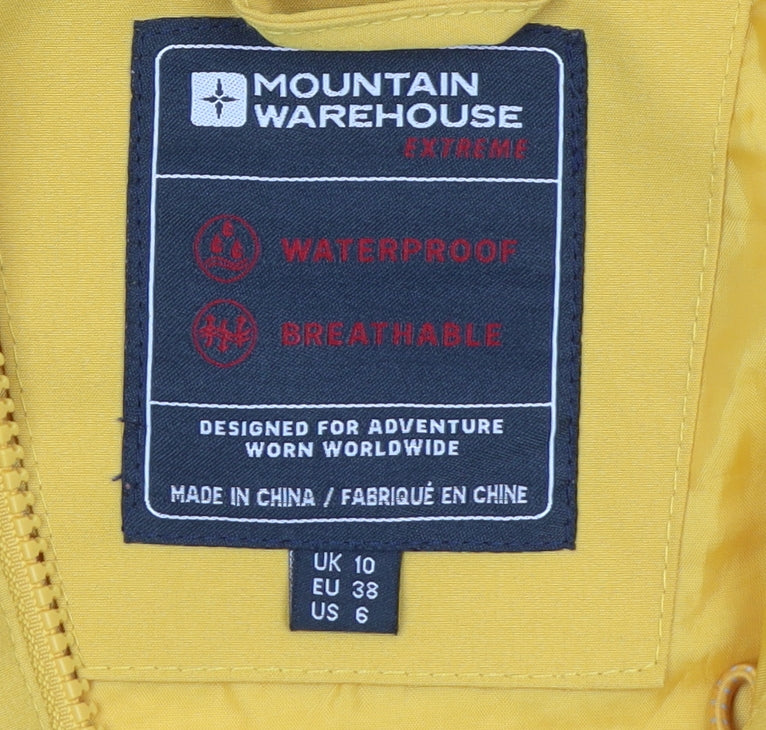 MOUNTAIN
WAREHOUSE
EXTREME
WATERPROOF
BREATHABLE
DESIGNED FOR ADVENTURE
WORN WORLDWIDE
MADE IN CHINA / FABRIQUÉ EN CHINE
UK 10
EU 38
US 6